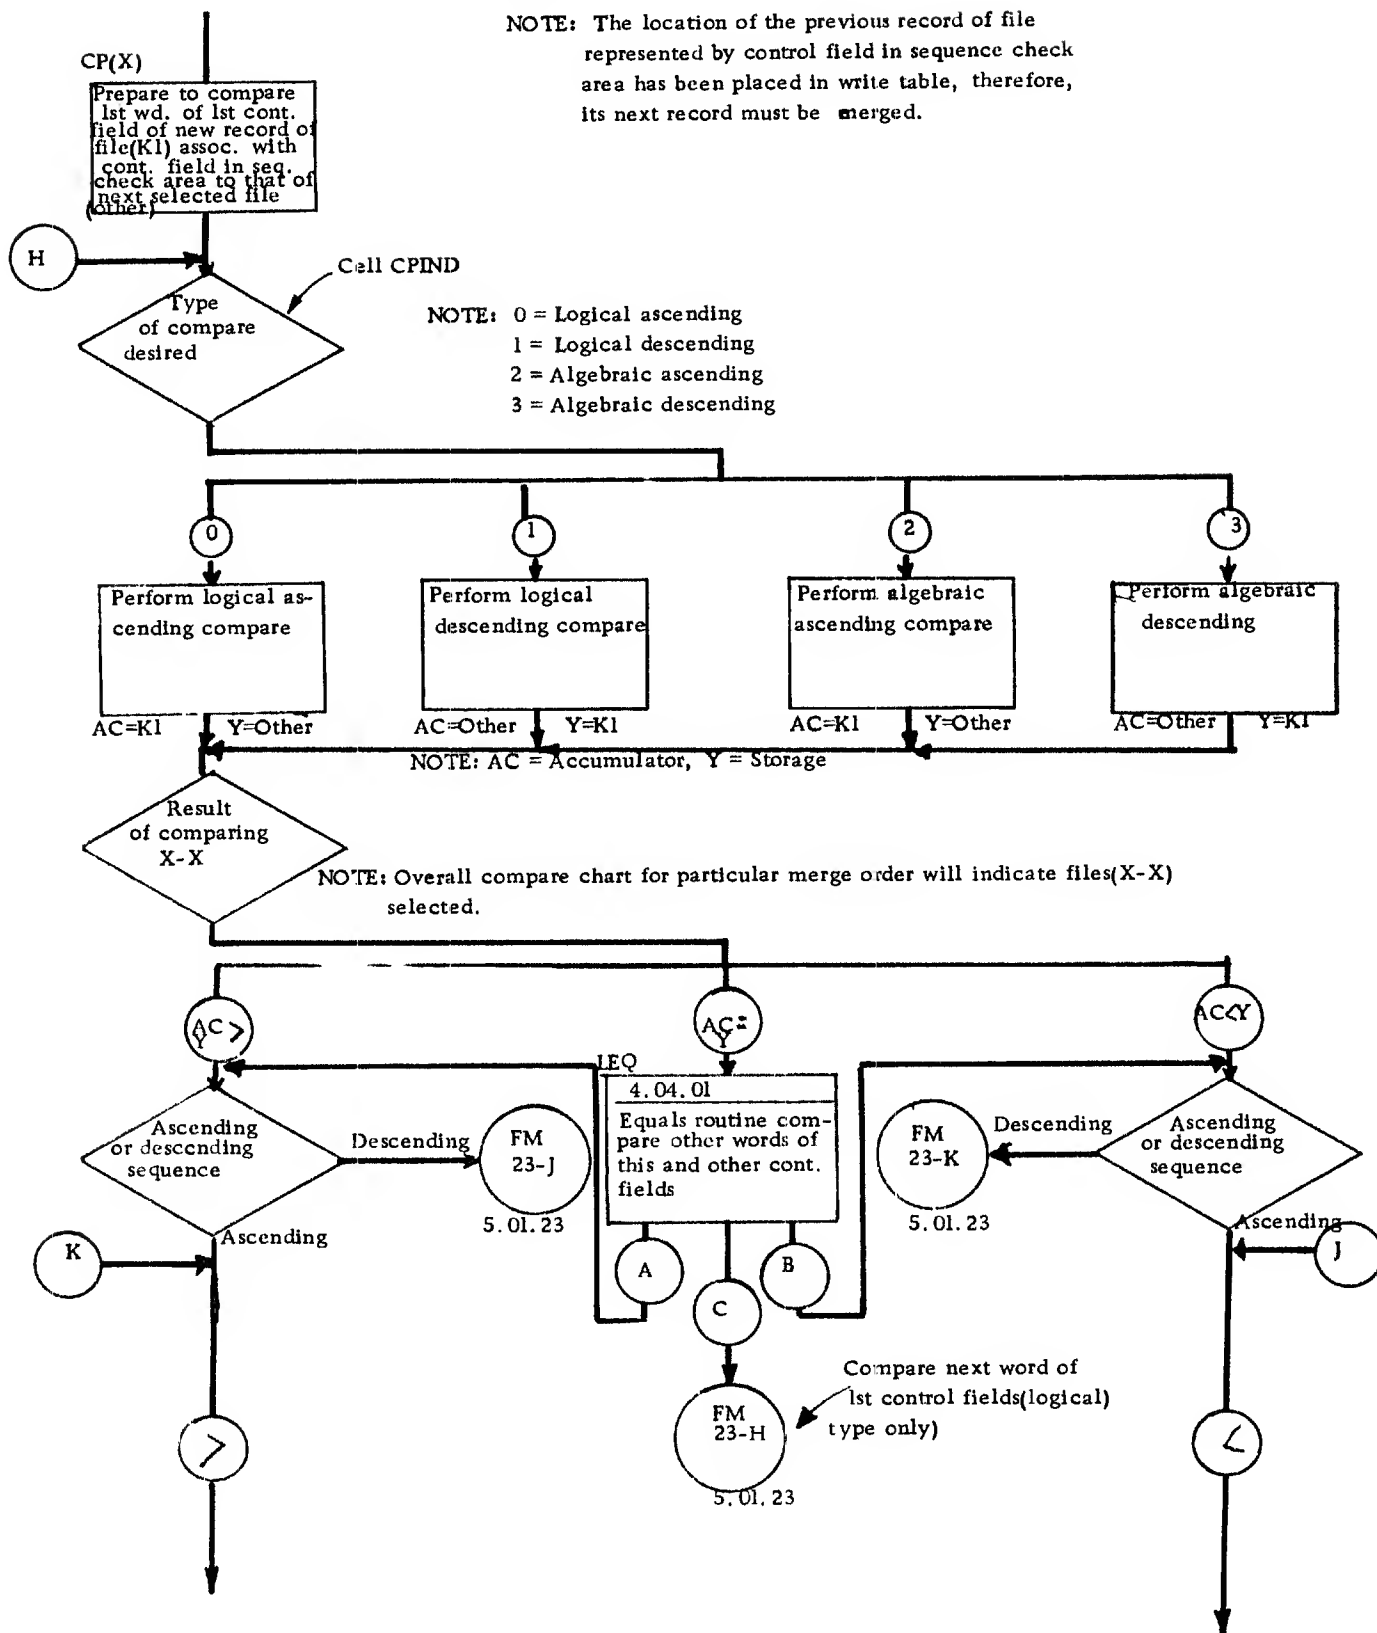 NOTE: The location of the previous record of file
represented by control field in sequence check
area has been placed in write table, therefore,
its next record must be merged.
CP(X)
Prepare to compare
1st wd. of 1st cont.
field of new record of
file(K1) assoc. with
cont. field in seq.
check area to that of
next selected file
(other)
H
Cell CPIND
Type
of compare
desired
NOTE: 0 = Logical ascending
1 = Logical descending
2 = Algebraic ascending
3 = Algebraic descending
0
1
2
3
Perform logical as-
cending compare
Perform logical
descending compare
Perform algebraic
ascending compare
Perform algebraic
descending
AC=K1 Y=Other
AC=Other Y=K1
AC=K1 Y=Other
AC=Other Y=K1
NOTE: AC = Accumulator, Y = Storage
Result
of comparing
X-X
NOTE: Overall compare chart for particular merge order will indicate files(X-X)
selected.
AC >
Y
AC =
Y
AC<Y
LEQ
4.04.01
Equals routine com-
pare other words of
this and other cont.
fields
Ascending
or descending
sequence
Descending
FM
23-J
5.01.23
Ascending
K
A
C
B
FM
23-K
5.01.23
Descending
Ascending
or descending
sequence
Ascending
J
Compare next word of
1st control fields(logical)
type only)
FM
23-H
5.01.23
>
<